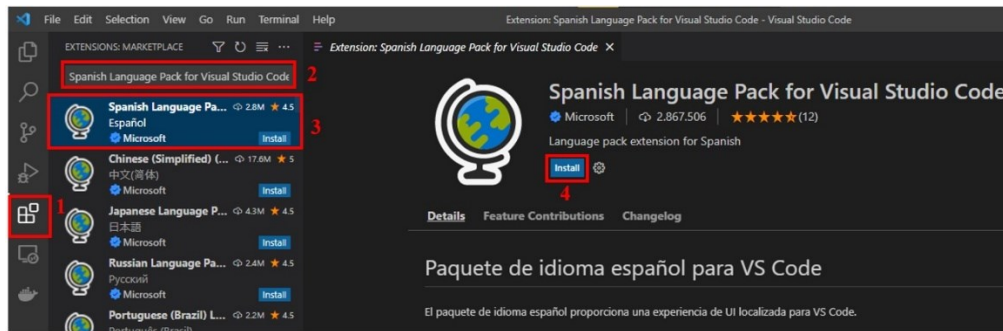 File Edit Selection View Go Run Terminal Help
Extension: Spanish Language Pack for Visual Studio Code - Visual Studio Code
EXTENSIONS: MARKETPLACE
Extension: Spanish Language Pack for Visual Studio Code
Spanish Language Pack for Visual Studio Code
2
Spanish Language Pa... 2.8M 4.5
Español
Microsoft Install
3
Chinese (Simplified) (... 17.6M 5
中文(简体)
Microsoft Install
1
Japanese Language P... 4.3M 4.5
日本語
Microsoft Install
Russian Language Pa... 2.4M 4.5
Русский
Microsoft Install
Portuguese (Brazil) L... 2.2M 4.5
Português (Brasil)
Spanish Language Pack for Visual Studio Code
Microsoft 2.867.506 (12)
Language pack extension for Spanish
Install
4
Details Feature Contributions Changelog
Paquete de idioma español para VS Code
El paquete de idioma español proporciona una experiencia de UI localizada para VS Code.